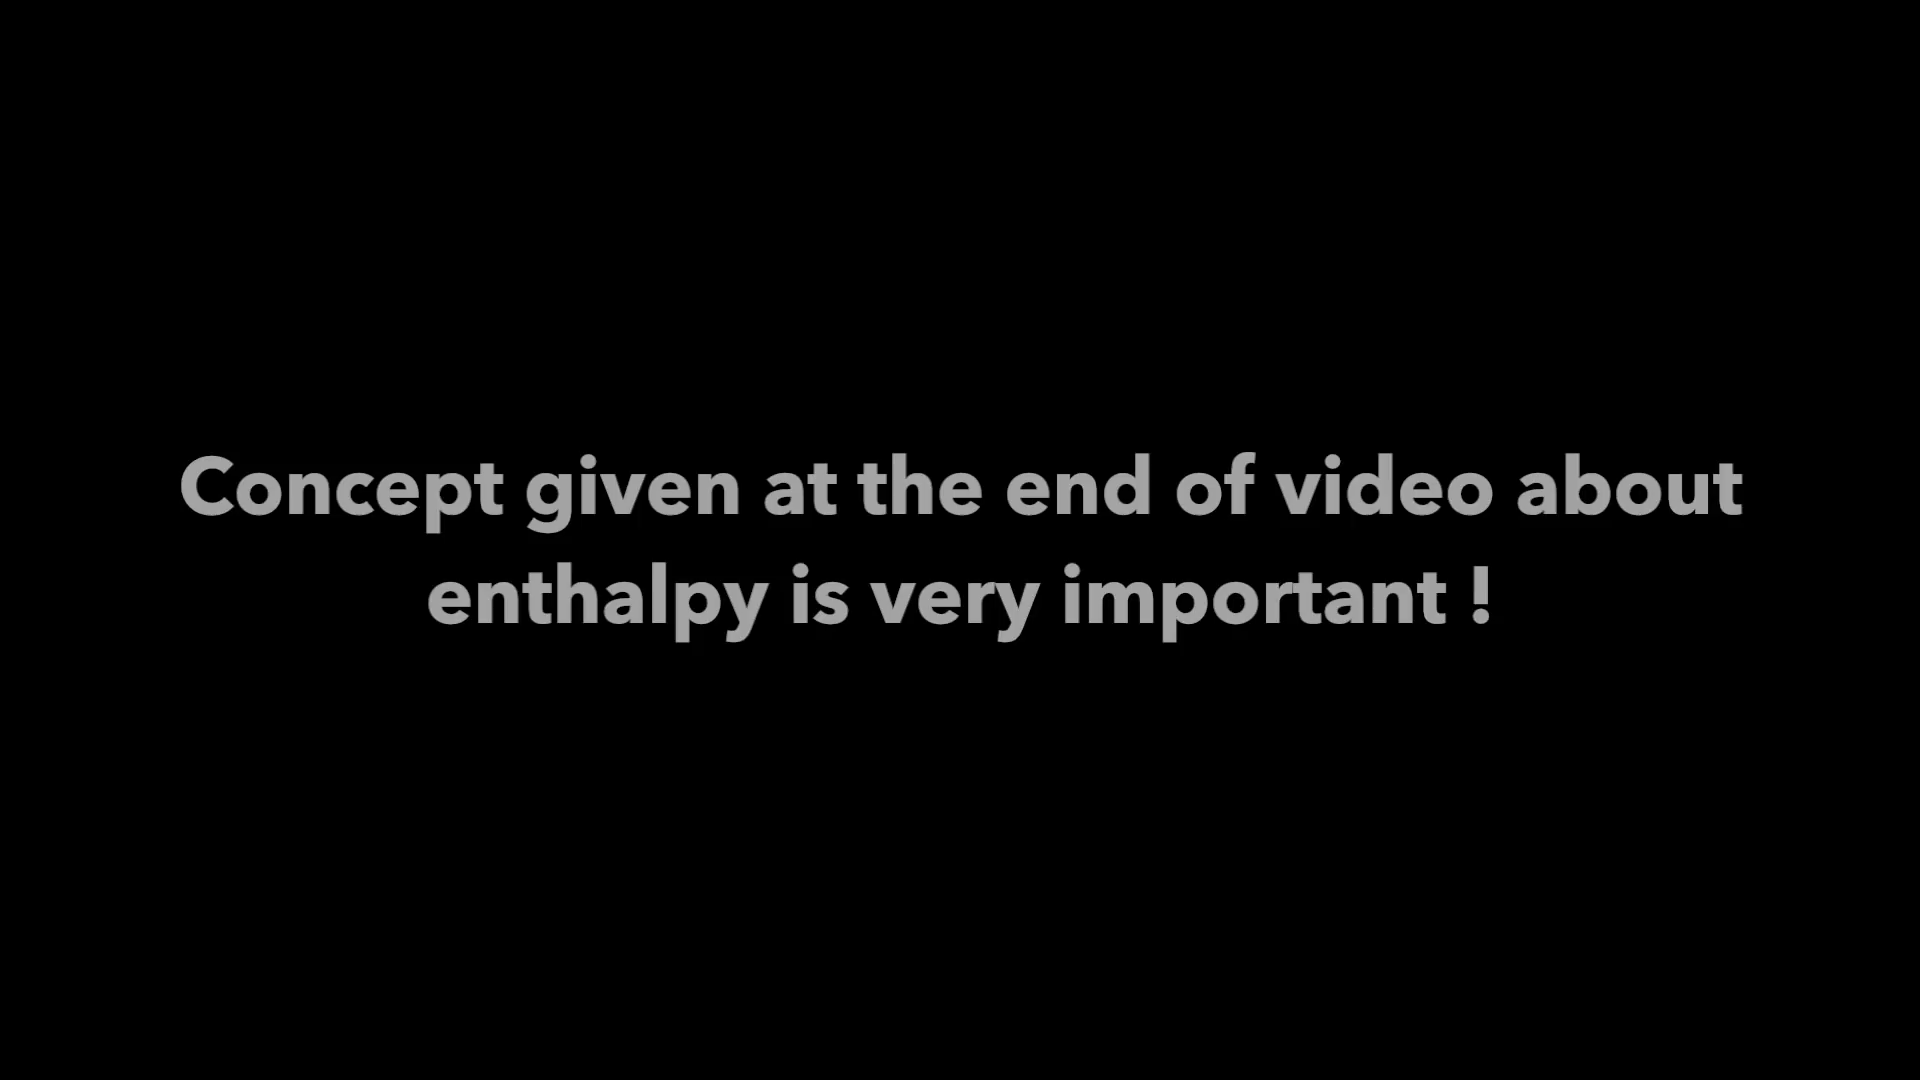 Concept given at the end of video about
enthalpy is very important !